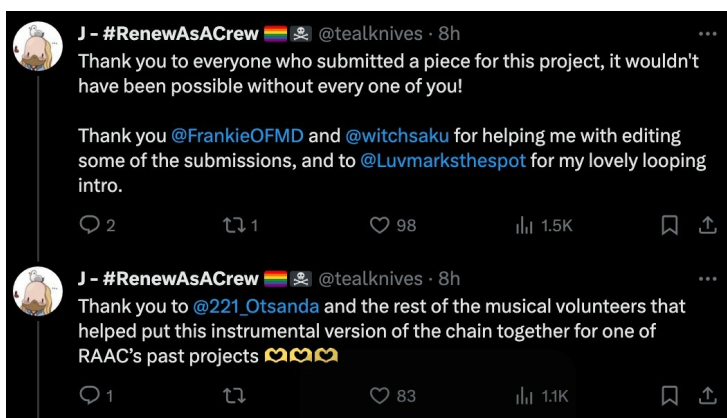 J - #RenewAsACrew 🏳️‍🌈 ☠️ @tealknives · 8h
Thank you to everyone who submitted a piece for this project, it wouldn't
have been possible without every one of you!
Thank you @FrankieOFMD and @witchsaku for helping me with editing
some of the submissions, and to @Luvmarksthespot for my lovely looping
intro.
2 1 98 1.5K
J - #RenewAsACrew 🏳️‍🌈 ☠️ @tealknives · 8h
Thank you to @221_Otsanda and the rest of the musical volunteers that
helped put this instrumental version of the chain together for one of
RAAC’s past projects 🫶🫶🫶
1 83 1.1K